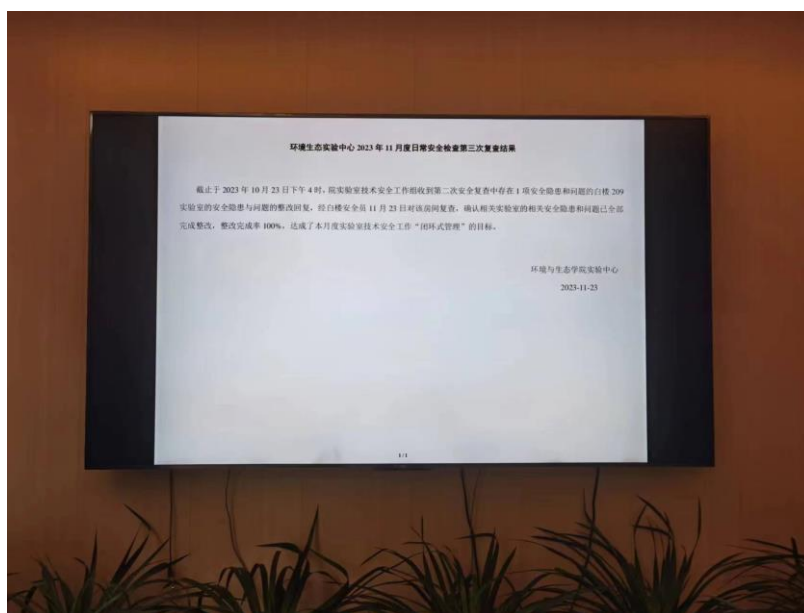 环境生态实验中心 2023 年 11 月度日常安全检查第三次复查结果
截止于 2023 年 10 月 23 日下午 4 时，院实验室技术安全工作组收到第二次安全复查中存在 1 项安全隐患和问题的白楼 209
实验室的安全隐患与问题的整改回复，经白楼安全员 11 月 23 日对该房间复查，确认相关实验室的相关安全隐患和问题已全部
完成整改，整改完成率 100%，达成了本月度实验室技术安全工作“闭环式管理”的目标。
环境与生态学院实验中心
2023-11-23
1/1